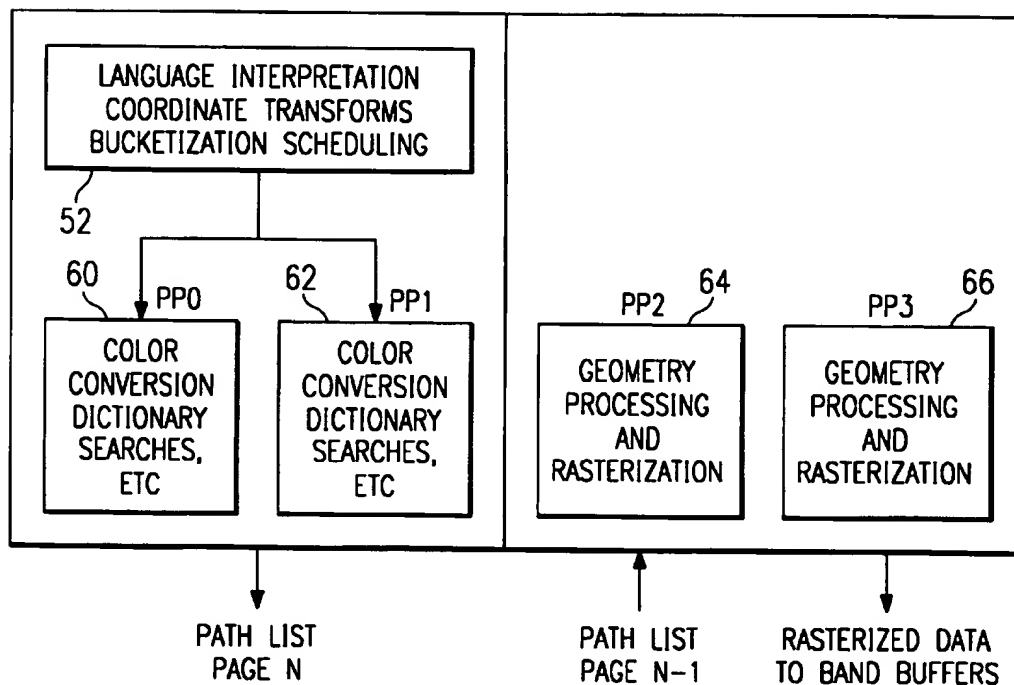 LANGUAGE INTERPRETATION
COORDINATE TRANSFORMS
BUCKETIZATION SCHEDULING
52
60
PP0
62
PP1
PP2
64
PP3
66
COLOR
CONVERSION
DICTIONARY
SEARCHES,
ETC
COLOR
CONVERSION
DICTIONARY
SEARCHES,
ETC
GEOMETRY
PROCESSING
AND
RASTERIZATION
GEOMETRY
PROCESSING
AND
RASTERIZATION
PATH LIST
PAGE N
PATH LIST
PAGE N-1
RASTERIZED DATA
TO BAND BUFFERS